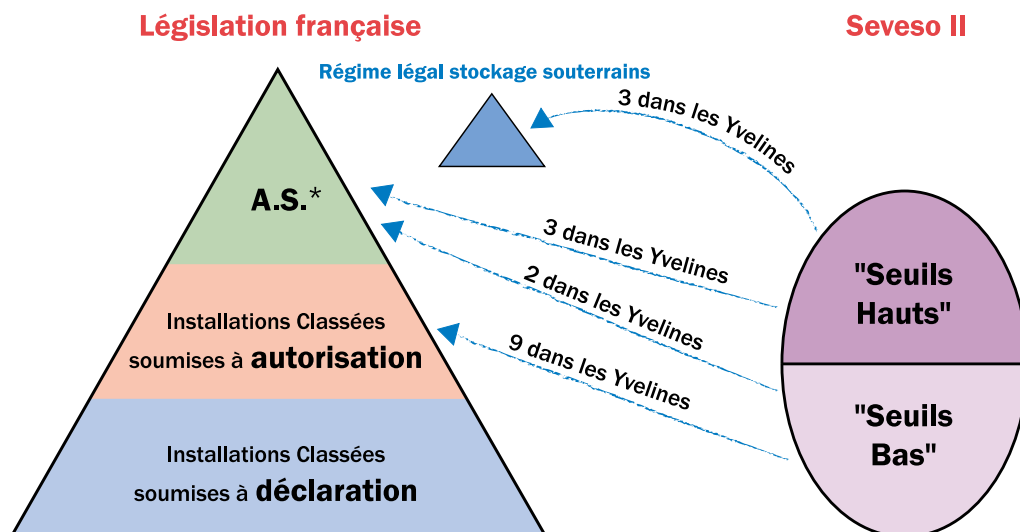 Législation française
Seveso II
Régime légal stockage souterrains
3 dans les Yvelines
A.S.*
3 dans les Yvelines
2 dans les Yvelines
9 dans les Yvelines
"Seuils
Hauts"
Installations Classées
soumises à autorisation
"Seuils
Bas"
Installations Classées
soumises à déclaration